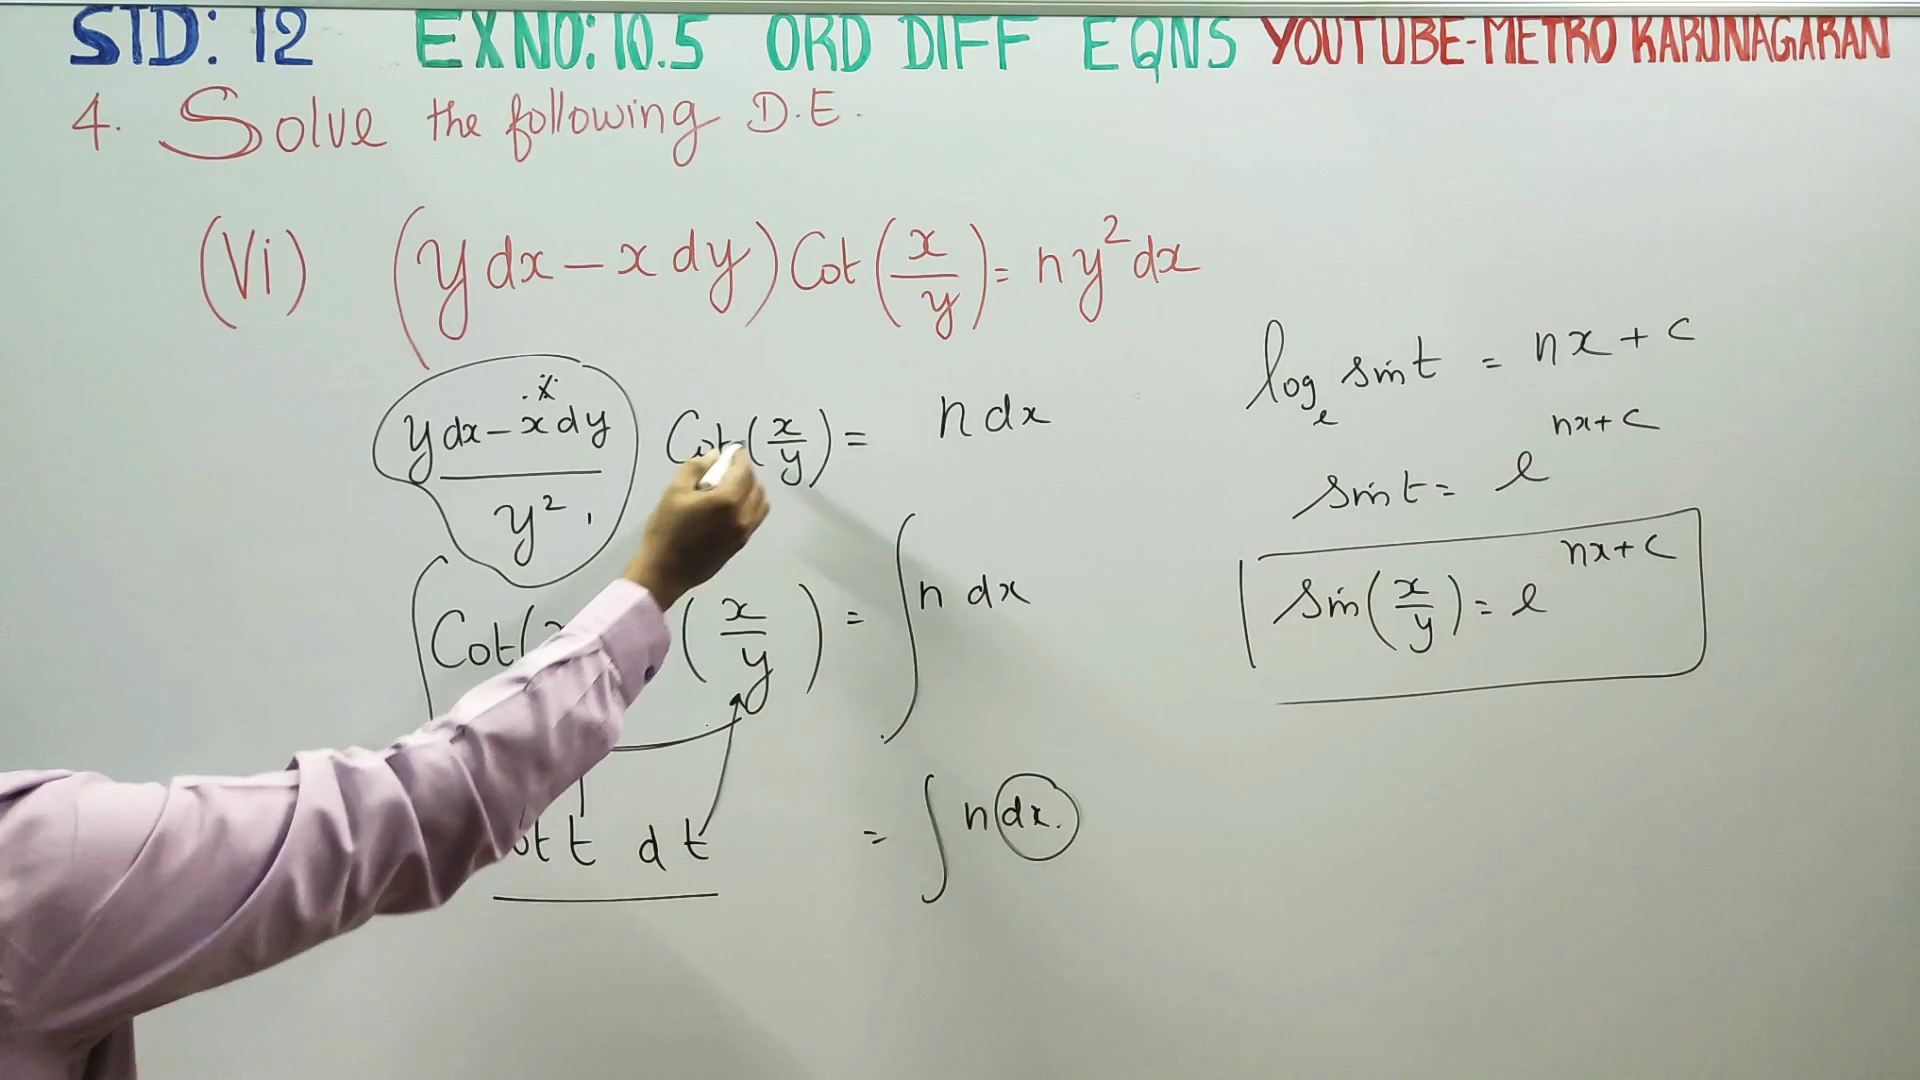 STD: 12 EXNO: 10.5 ORD DIFF EQNS YOUTUBE-METRO KARUNAGARAN
4. Solve the following D.E.
(Vi) (y dx - x dy) Cot(x/y) = ny² dx
(y dx - x dy)/y² Cot(x/y) = n dx
Cot( (x/y) = ∫ n dx
t dt = ∫ n dx.
logₑ sin t = nx + c
sin t = e^(nx+c)
sin(x/y) = e^(nx+c)